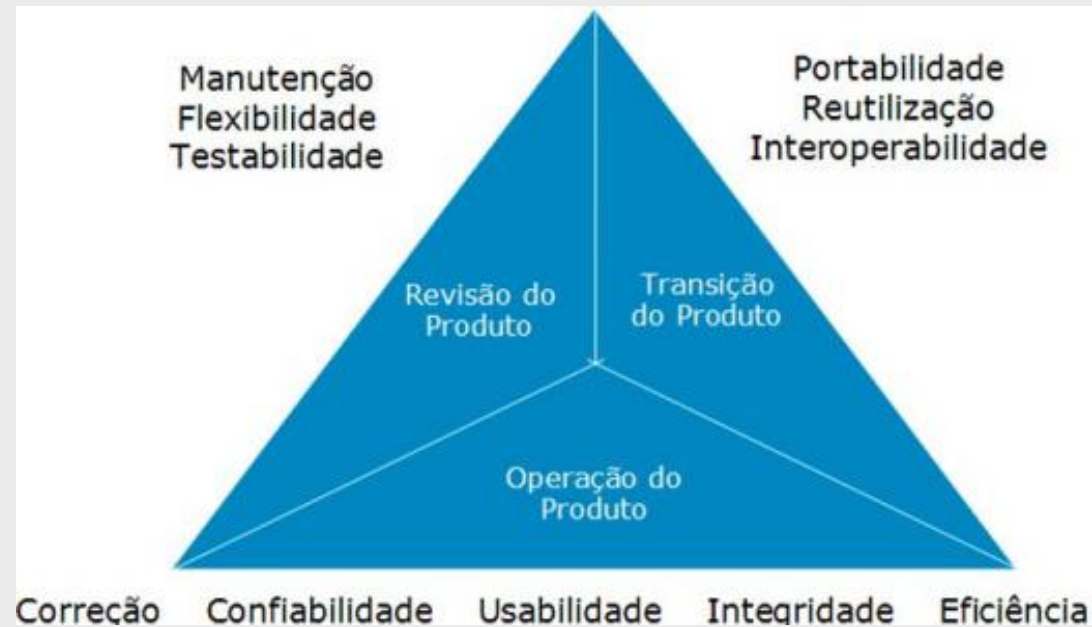 Manutenção
Flexibilidade
Testabilidade
Portabilidade
Reutilização
Interoperabilidade
Revisão do
Produto
Transição
do Produto
Operação do
Produto
Correção Confiabilidade Usabilidade Integridade Eficiência